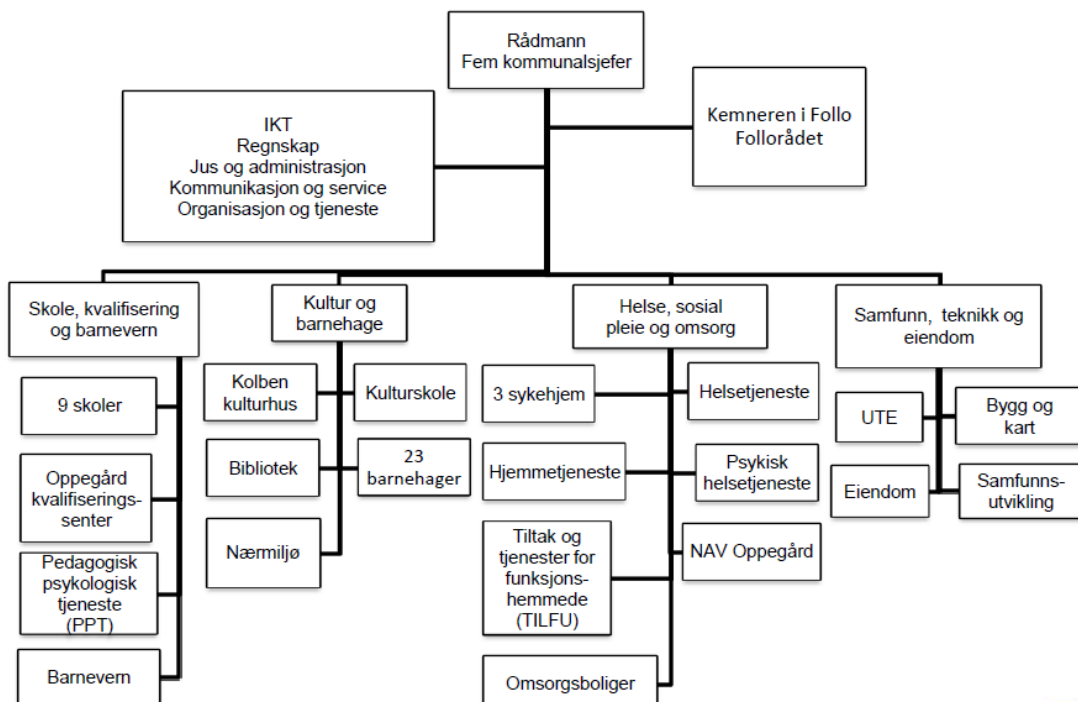 Rådmann
Fem kommunalsjefer
IKT
Regnskap
Jus og administrasjon
Kommunikasjon og service
Organisasjon og tjeneste
Kemneren i Follo
Follorådet
Skole, kvalifisering
og barnevern
9 skoler
Oppegård
kvalifiserings-
senter
Pedagogisk
psykologisk
tjeneste
(PPT)
Barnevern
Kultur og
barnehage
Kolben
kulturhus
Kulturskole
Bibliotek
23
barnehager
Nærmiljø
Helse, sosial
pleie og omsorg
3 sykehjem
Helsetjeneste
Hjemmetjeneste
Psykisk
helsetjeneste
Tiltak og
tjenester for
funksjons-
hemmede
(TILFU)
NAV Oppegård
Omsorgsboliger
Samfunn, teknikk og
eiendom
UTE
Bygg og
kart
Eiendom
Samfunns-
utvikling